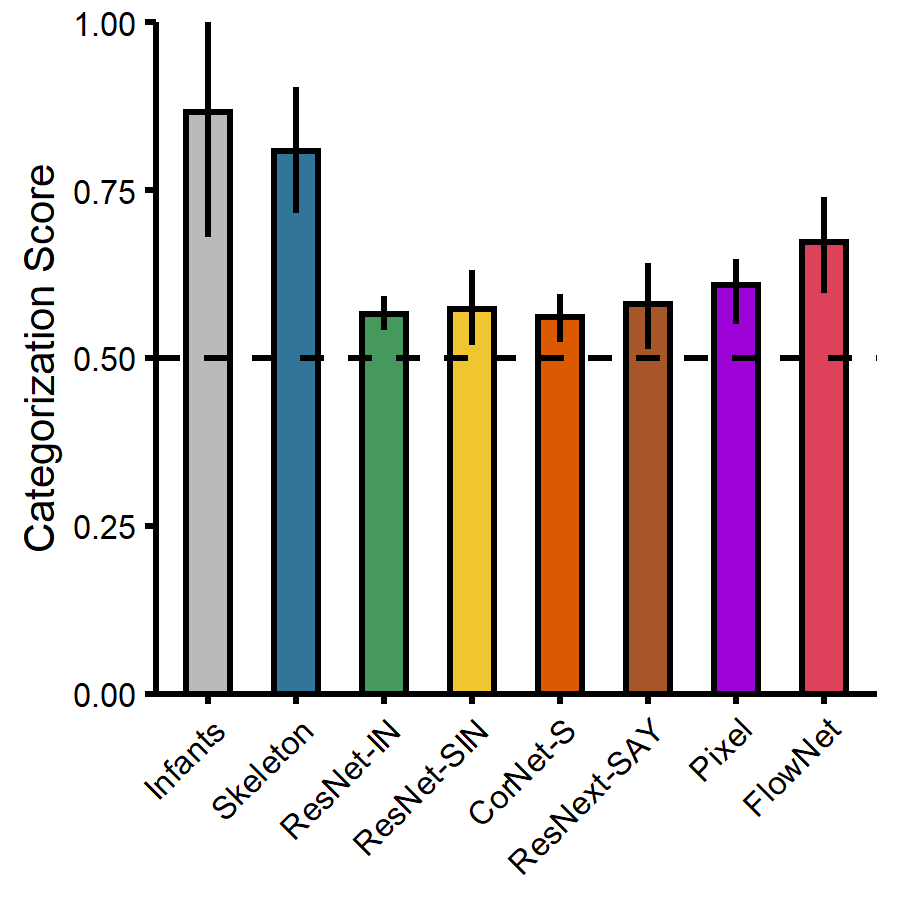 Categorization Score
1.00
0.75
0.50
0.25
0.00
Infants
Skeleton
ResNet-IN
ResNet-SIN
CorNet-S
ResNext-SAY
Pixel
FlowNet